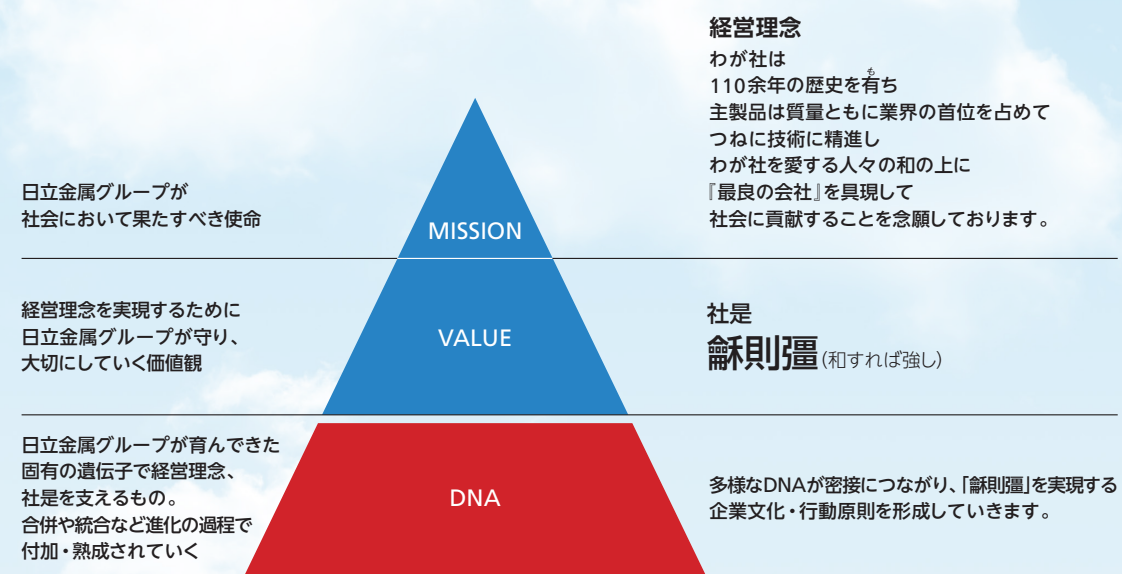 経営理念
わが社は
110余年の歴史を有ち
も
主製品は質量ともに業界の首位を占めて
つねに技術に精進し
わが社を愛する人々の和の上に
『最良の会社』を具現して
社会に貢献することを念願しております。
日立金属グループが
社会において果たすべき使命
MISSION
経営理念を実現するために
日立金属グループが守り、
大切にしていく価値観
VALUE
社是
龢則彊(和すれば強し)
日立金属グループが育んできた
固有の遺伝子で経営理念、
社是を支えるもの。
合併や統合など進化の過程で
付加・熟成されていく
DNA
多様なDNAが密接につながり、「龢則彊」を実現する
企業文化・行動原則を形成していきます。